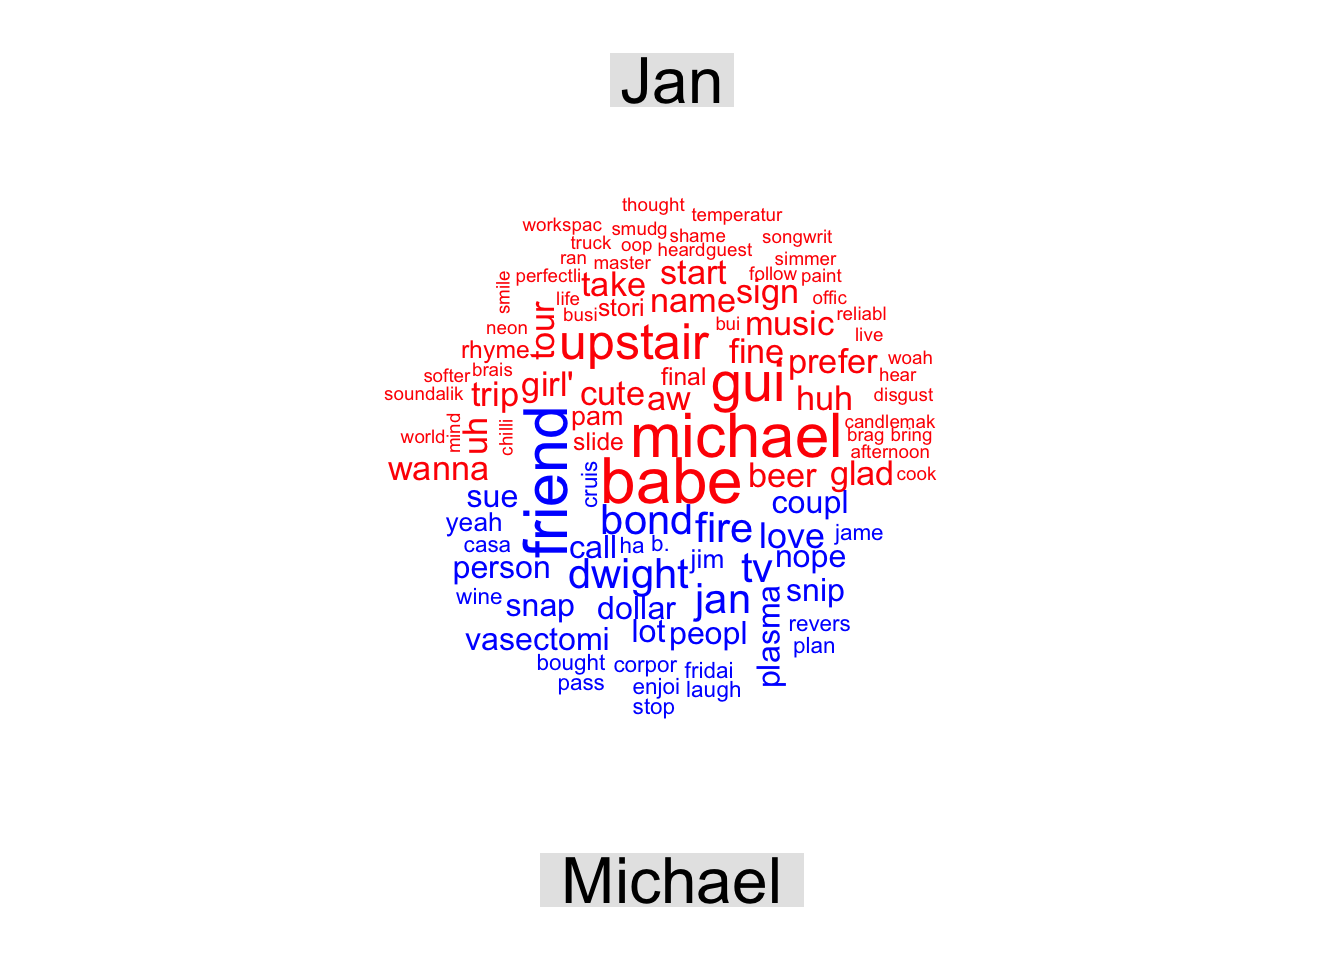 Jan
thought
temperatur
workspac smudg shame songwrit
truck oop heardguest
ran master simmer
smile perfectli take start follow paint
life stori name sign offic
busi bui music reliabl
neon tour upstair live
rhyme fine prefer woah
softer brais final hear
soundalik trip girl' cute aw gui huh disgust
pam michael candlemak
world mind uh chilli slide brag bring
afternoon
wanna babe beer glad cook
friend cruis
sue bond fire coupl
yeah love jame
casa call ha b. nope
person dwight jim tv
wine snap dollar jan snip
vasectomi lot peopl plasma revers
plan
bought corpor fridai
pass enjoi laugh
stop
Michael